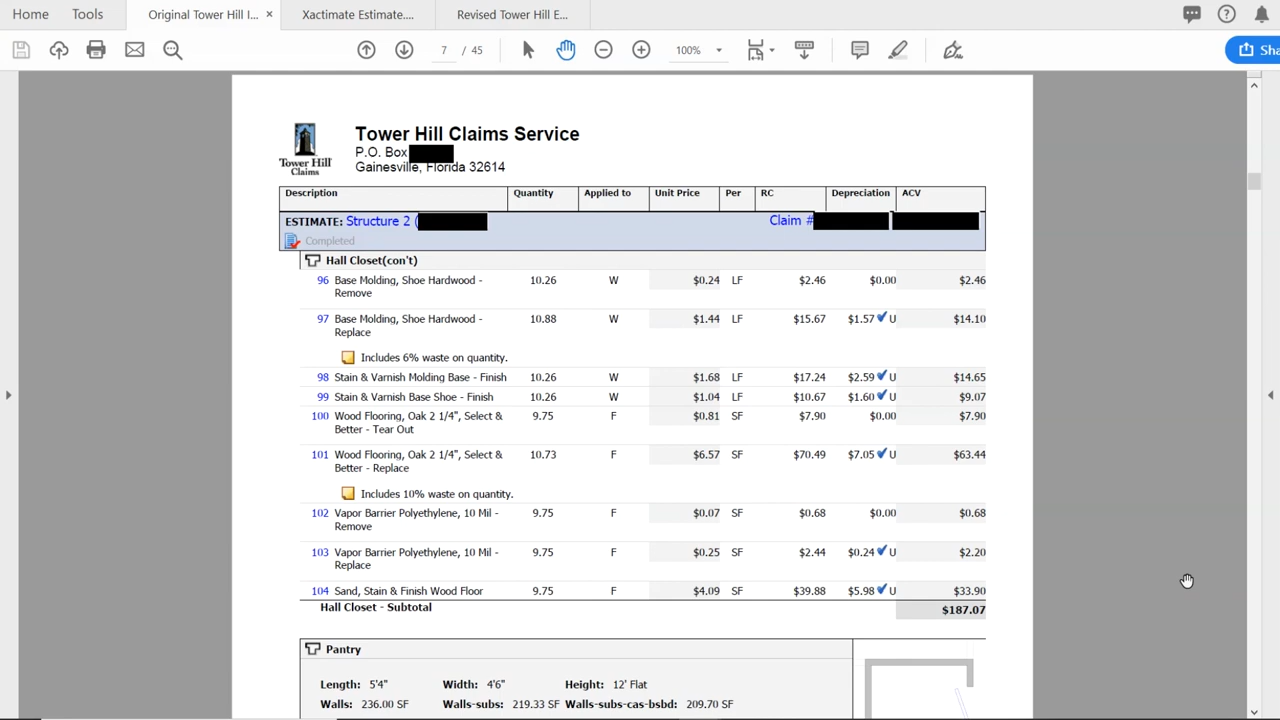 Home Tools Original Tower Hill I... × Xactimate Estimate.... Revised Tower Hill E...
7 / 45 100% Sha
Tower Hill Claims Service
P.O. Box
Gainesville, Florida 32614
Tower Hill
Claims
Description Quantity Applied to Unit Price Per RC Depreciation ACV
ESTIMATE: Structure 2 ( Claim #
Completed
Hall Closet(con't)
96 Base Molding, Shoe Hardwood - 10.26 W $0.24 LF $2.46 $0.00 $2.46
Remove
97 Base Molding, Shoe Hardwood - 10.88 W $1.44 LF $15.67 $1.57 U $14.10
Replace
Includes 6% waste on quantity.
98 Stain & Varnish Molding Base - Finish 10.26 W $1.68 LF $17.24 $2.59 U $14.65
99 Stain & Varnish Base Shoe - Finish 10.26 W $1.04 LF $10.67 $1.60 U $9.07
100 Wood Flooring, Oak 2 1/4", Select & 9.75 F $0.81 SF $7.90 $0.00 $7.90
Better - Tear Out
101 Wood Flooring, Oak 2 1/4", Select & 10.73 F $6.57 SF $70.49 $7.05 U $63.44
Better - Replace
Includes 10% waste on quantity.
102 Vapor Barrier Polyethylene, 10 Mil - 9.75 F $0.07 SF $0.68 $0.00 $0.68
Remove
103 Vapor Barrier Polyethylene, 10 Mil - 9.75 F $0.25 SF $2.44 $0.24 U $2.20
Replace
104 Sand, Stain & Finish Wood Floor 9.75 F $4.09 SF $39.88 $5.98 U $33.90
Hall Closet - Subtotal $187.07
Pantry
Length: 5'4" Width: 4'6" Height: 12' Flat
Walls: 236.00 SF Walls-subs: 219.33 SF Walls-subs-cas-bsbd: 209.70 SF